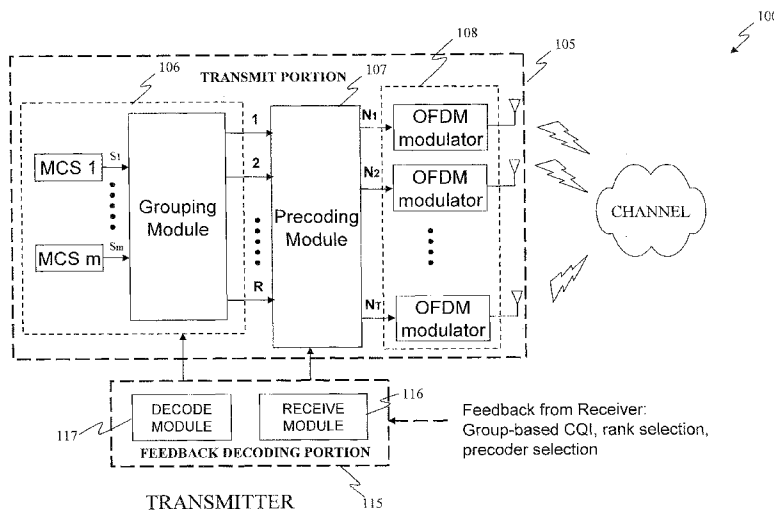 100
108
105
106
TRANSMIT PORTION
107
MCS 1
S1
MCS m
Sm
Grouping
Module
1
2
R
Precoding
Module
N1
N2
NT
OFDM
modulator
OFDM
modulator
OFDM
modulator
CHANNEL
117
DECODE
MODULE
RECEIVE
MODULE
116
FEEDBACK DECODING PORTION
Feedback from Receiver:
Group-based CQI, rank selection,
precoder selection
TRANSMITTER
115